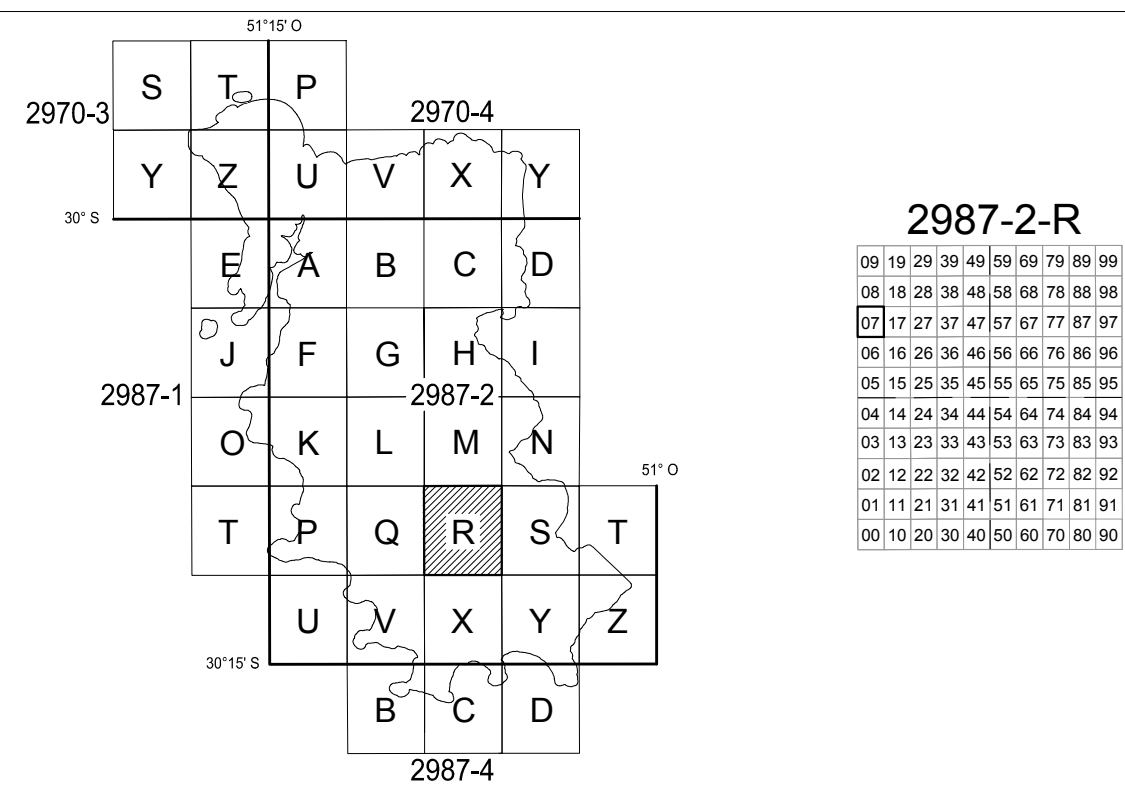 51°15' O
S T P
2970-3 2970-4
Y Z U V X Y
30° S
E A B C D
J F G H I
2987-1 2987-2
O K L M N
51° O
T P Q R S T
U V X Y Z
30°15' S
B C D
2987-4
2987-2-R
09 19 29 39 49 59 69 79 89 99
08 18 28 38 48 58 68 78 88 98
07 17 27 37 47 57 67 77 87 97
06 16 26 36 46 56 66 76 86 96
05 15 25 35 45 55 65 75 85 95
04 14 24 34 44 54 64 74 84 94
03 13 23 33 43 53 63 73 83 93
02 12 22 32 42 52 62 72 82 92
01 11 21 31 41 51 61 71 81 91
00 10 20 30 40 50 60 70 80 90